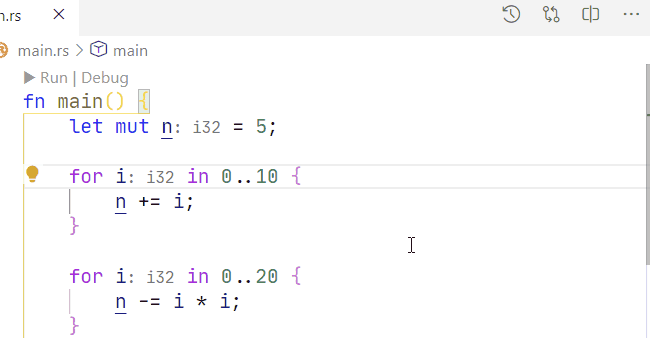 n.rs
main.rs > main
Run | Debug
fn main() {
let mut n: i32 = 5;
for i: i32 in 0..10 {
n += i;
}
for i: i32 in 0..20 {
n -= i * i;
}